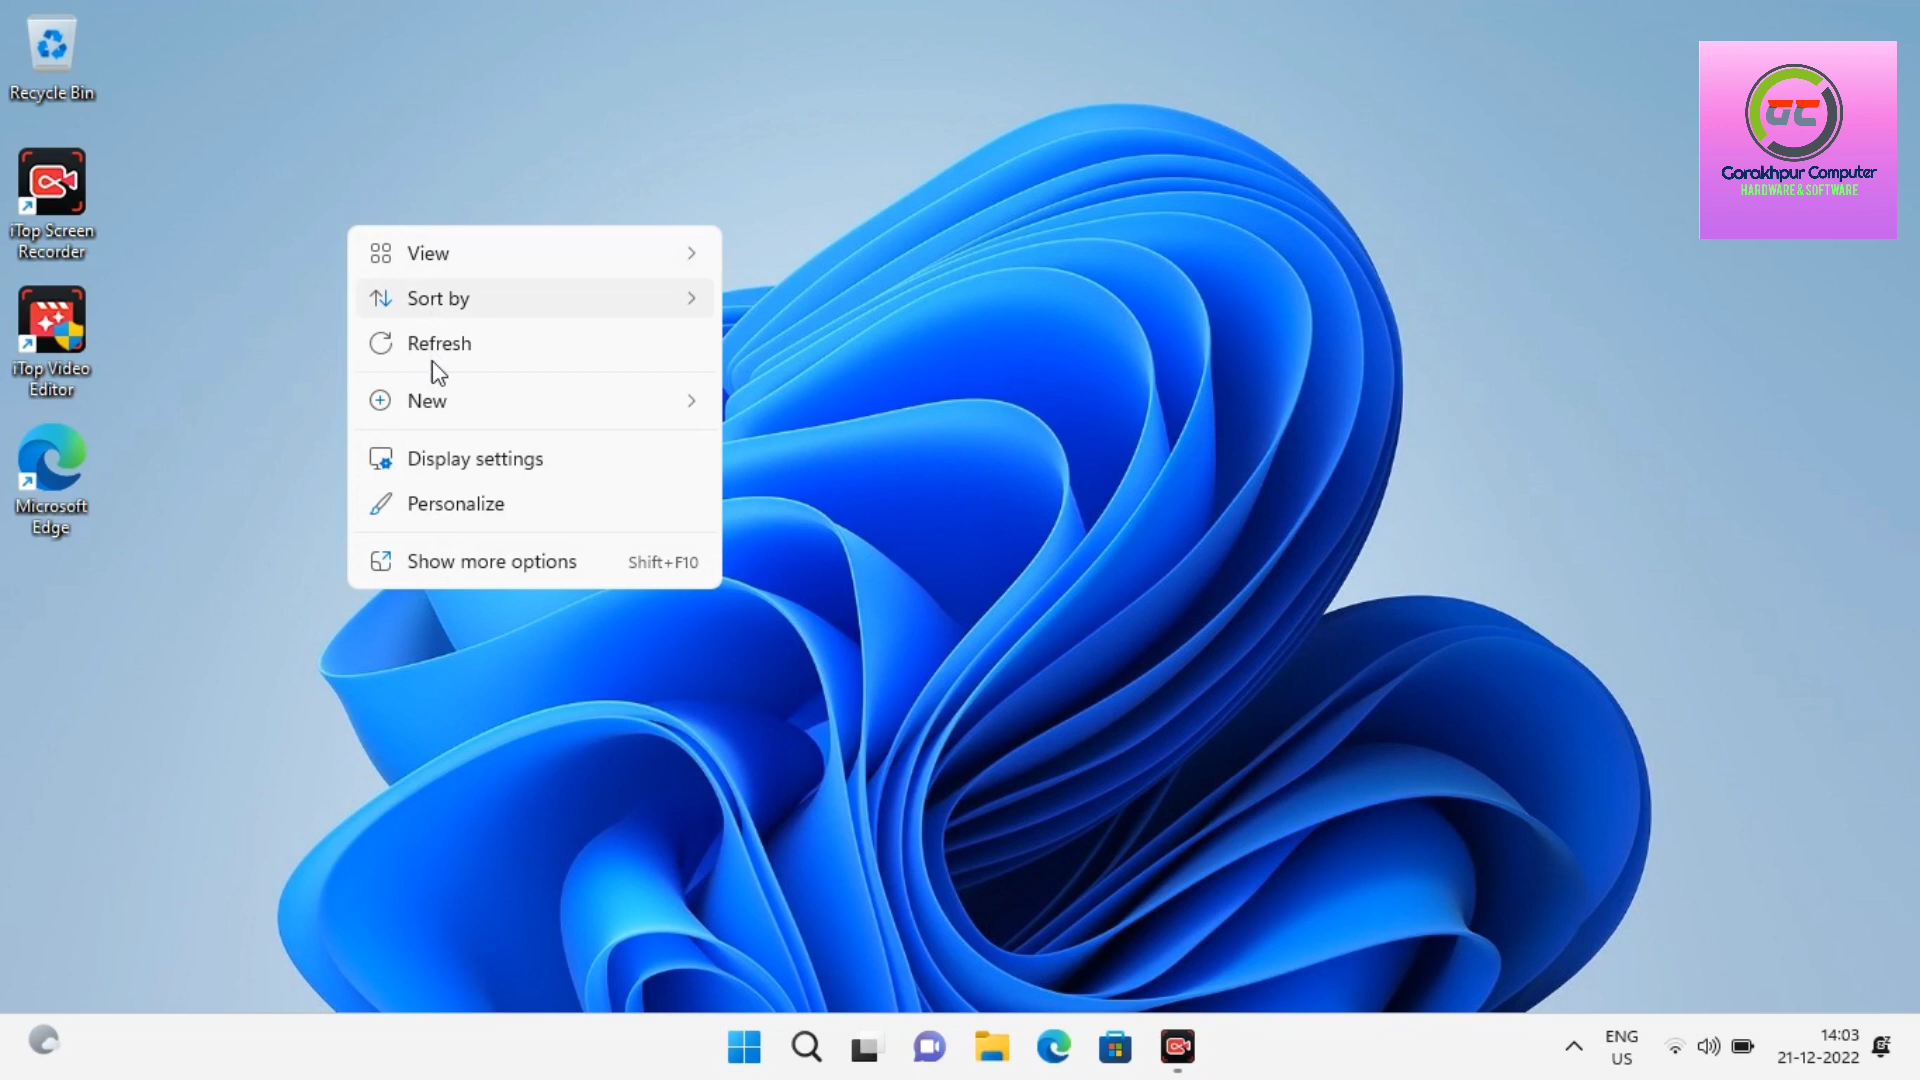 Recycle Bin
iTop Screen
Recorder
iTop Video
Editor
Microsoft
Edge
View
Sort by
Refresh
New
Display settings
Personalize
Show more options Shift+F10
GC
Gorakhpur Computer
HARDWARE & SOFTWARE
ENG
US
14:03
21-12-2022